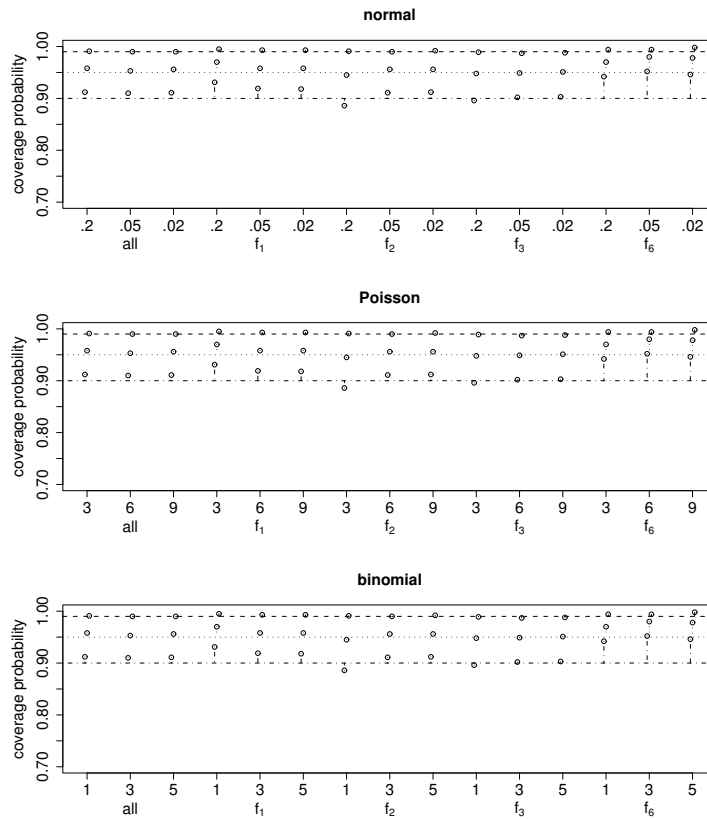 normal
coverage probability
1.00
0.90
0.80
0.70
.2 .05 .02 .2 .05 .02 .2 .05 .02 .2 .05 .02 .2 .05 .02
all f1 f2 f3 f6
Poisson
coverage probability
1.00
0.90
0.80
0.70
3 6 9 3 6 9 3 6 9 3 6 9 3 6 9
all f1 f2 f3 f6
binomial
coverage probability
1.00
0.90
0.80
0.70
1 3 5 1 3 5 1 3 5 1 3 5 1 3 5
all f1 f2 f3 f6